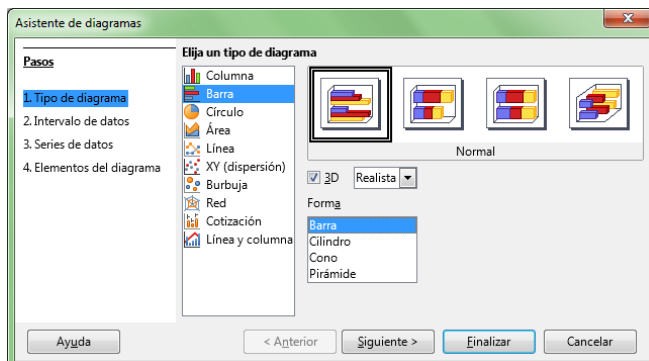 Asistente de diagramas
Pasos
1. Tipo de diagrama
2. Intervalo de datos
3. Series de datos
4. Elementos del diagrama
Elija un tipo de diagrama
Columna
Barra
Círculo
Área
Línea
XY (dispersión)
Burbuja
Red
Cotización
Línea y columna
Normal
3D Realista
Forma
Barra
Cilindro
Cono
Pirámide
Ayuda < Anterior Siguiente > Finalizar Cancelar